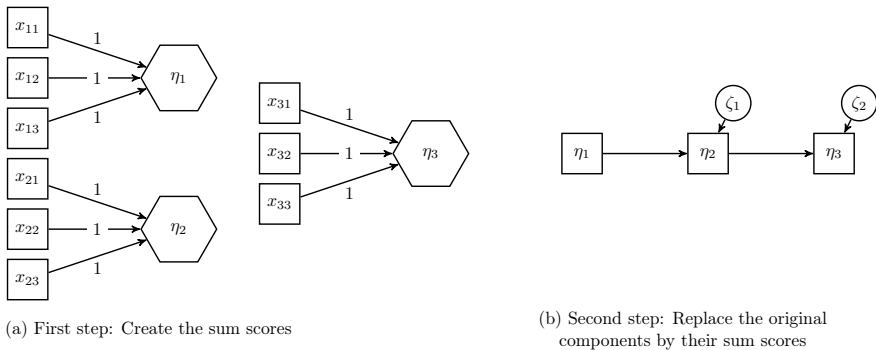 x₁₁
1
x₁₂
1
η₁
x₁₃
1
x₂₁
1
x₂₂
1
η₂
x₂₃
1
x₃₁
1
x₃₂
1
η₃
x₃₃
1
ζ₁
ζ₂
η₁
η₂
η₃
(a) First step: Create the sum scores
(b) Second step: Replace the original
components by their sum scores